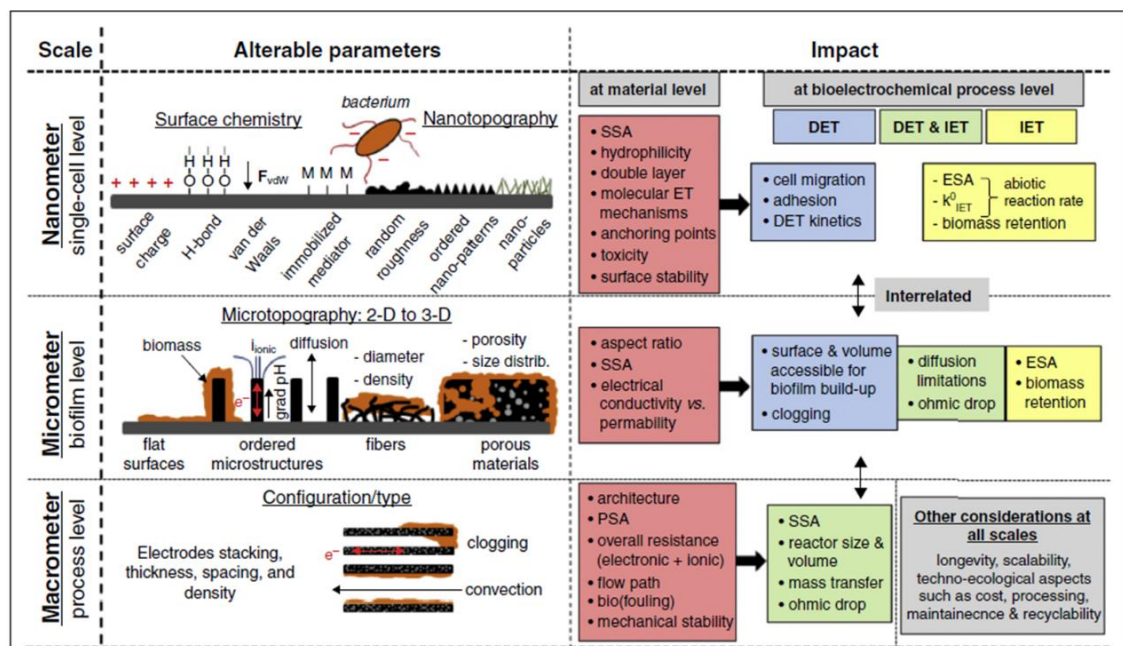 Scale
Alterable parameters
Impact
Nanometer
single-cell level
Surface chemistry
bacterium
Nanotopography
+ + + +
H H H
O O O
F vdW
M M M
surface
charge
H-bond
van der
Waals
immobilized
mediator
random
roughness
ordered
nano-patterns
nano-
particles
at material level
• SSA
• hydrophilicity
• double layer
• molecular ET
mechanisms
• anchoring points
• toxicity
• surface stability
at bioelectrochemical process level
DET
DET & IET
IET
• cell migration
• adhesion
• DET kinetics
- ESA
- k⁰IET
abiotic
reaction rate
- biomass retention
Interrelated
Micrometer
biofilm level
Microtopography: 2-D to 3-D
biomass
i ionic
diffusion
e⁻
grad pH
- diameter
- density
- porosity
- size distrib.
flat
surfaces
ordered
microstructures
fibers
porous
materials
• aspect ratio
• SSA
• electrical
conductivity vs.
permability
• surface & volume
accessible for
biofilm build-up
• clogging
• diffusion
limitations
• ohmic drop
• ESA
• biomass
retention
Macrometer
process level
Configuration/type
Electrodes stacking,
thickness, spacing, and
density
e⁻
clogging
convection
• architecture
• PSA
• overall resistance
(electronic + ionic)
• flow path
• bio(fouling)
• mechanical stability
• SSA
• reactor size &
volume
• mass transfer
• ohmic drop
Other considerations at
all scales
longevity, scalability,
techno-ecological aspects
such as cost, processing,
maintainecnce & recyclability